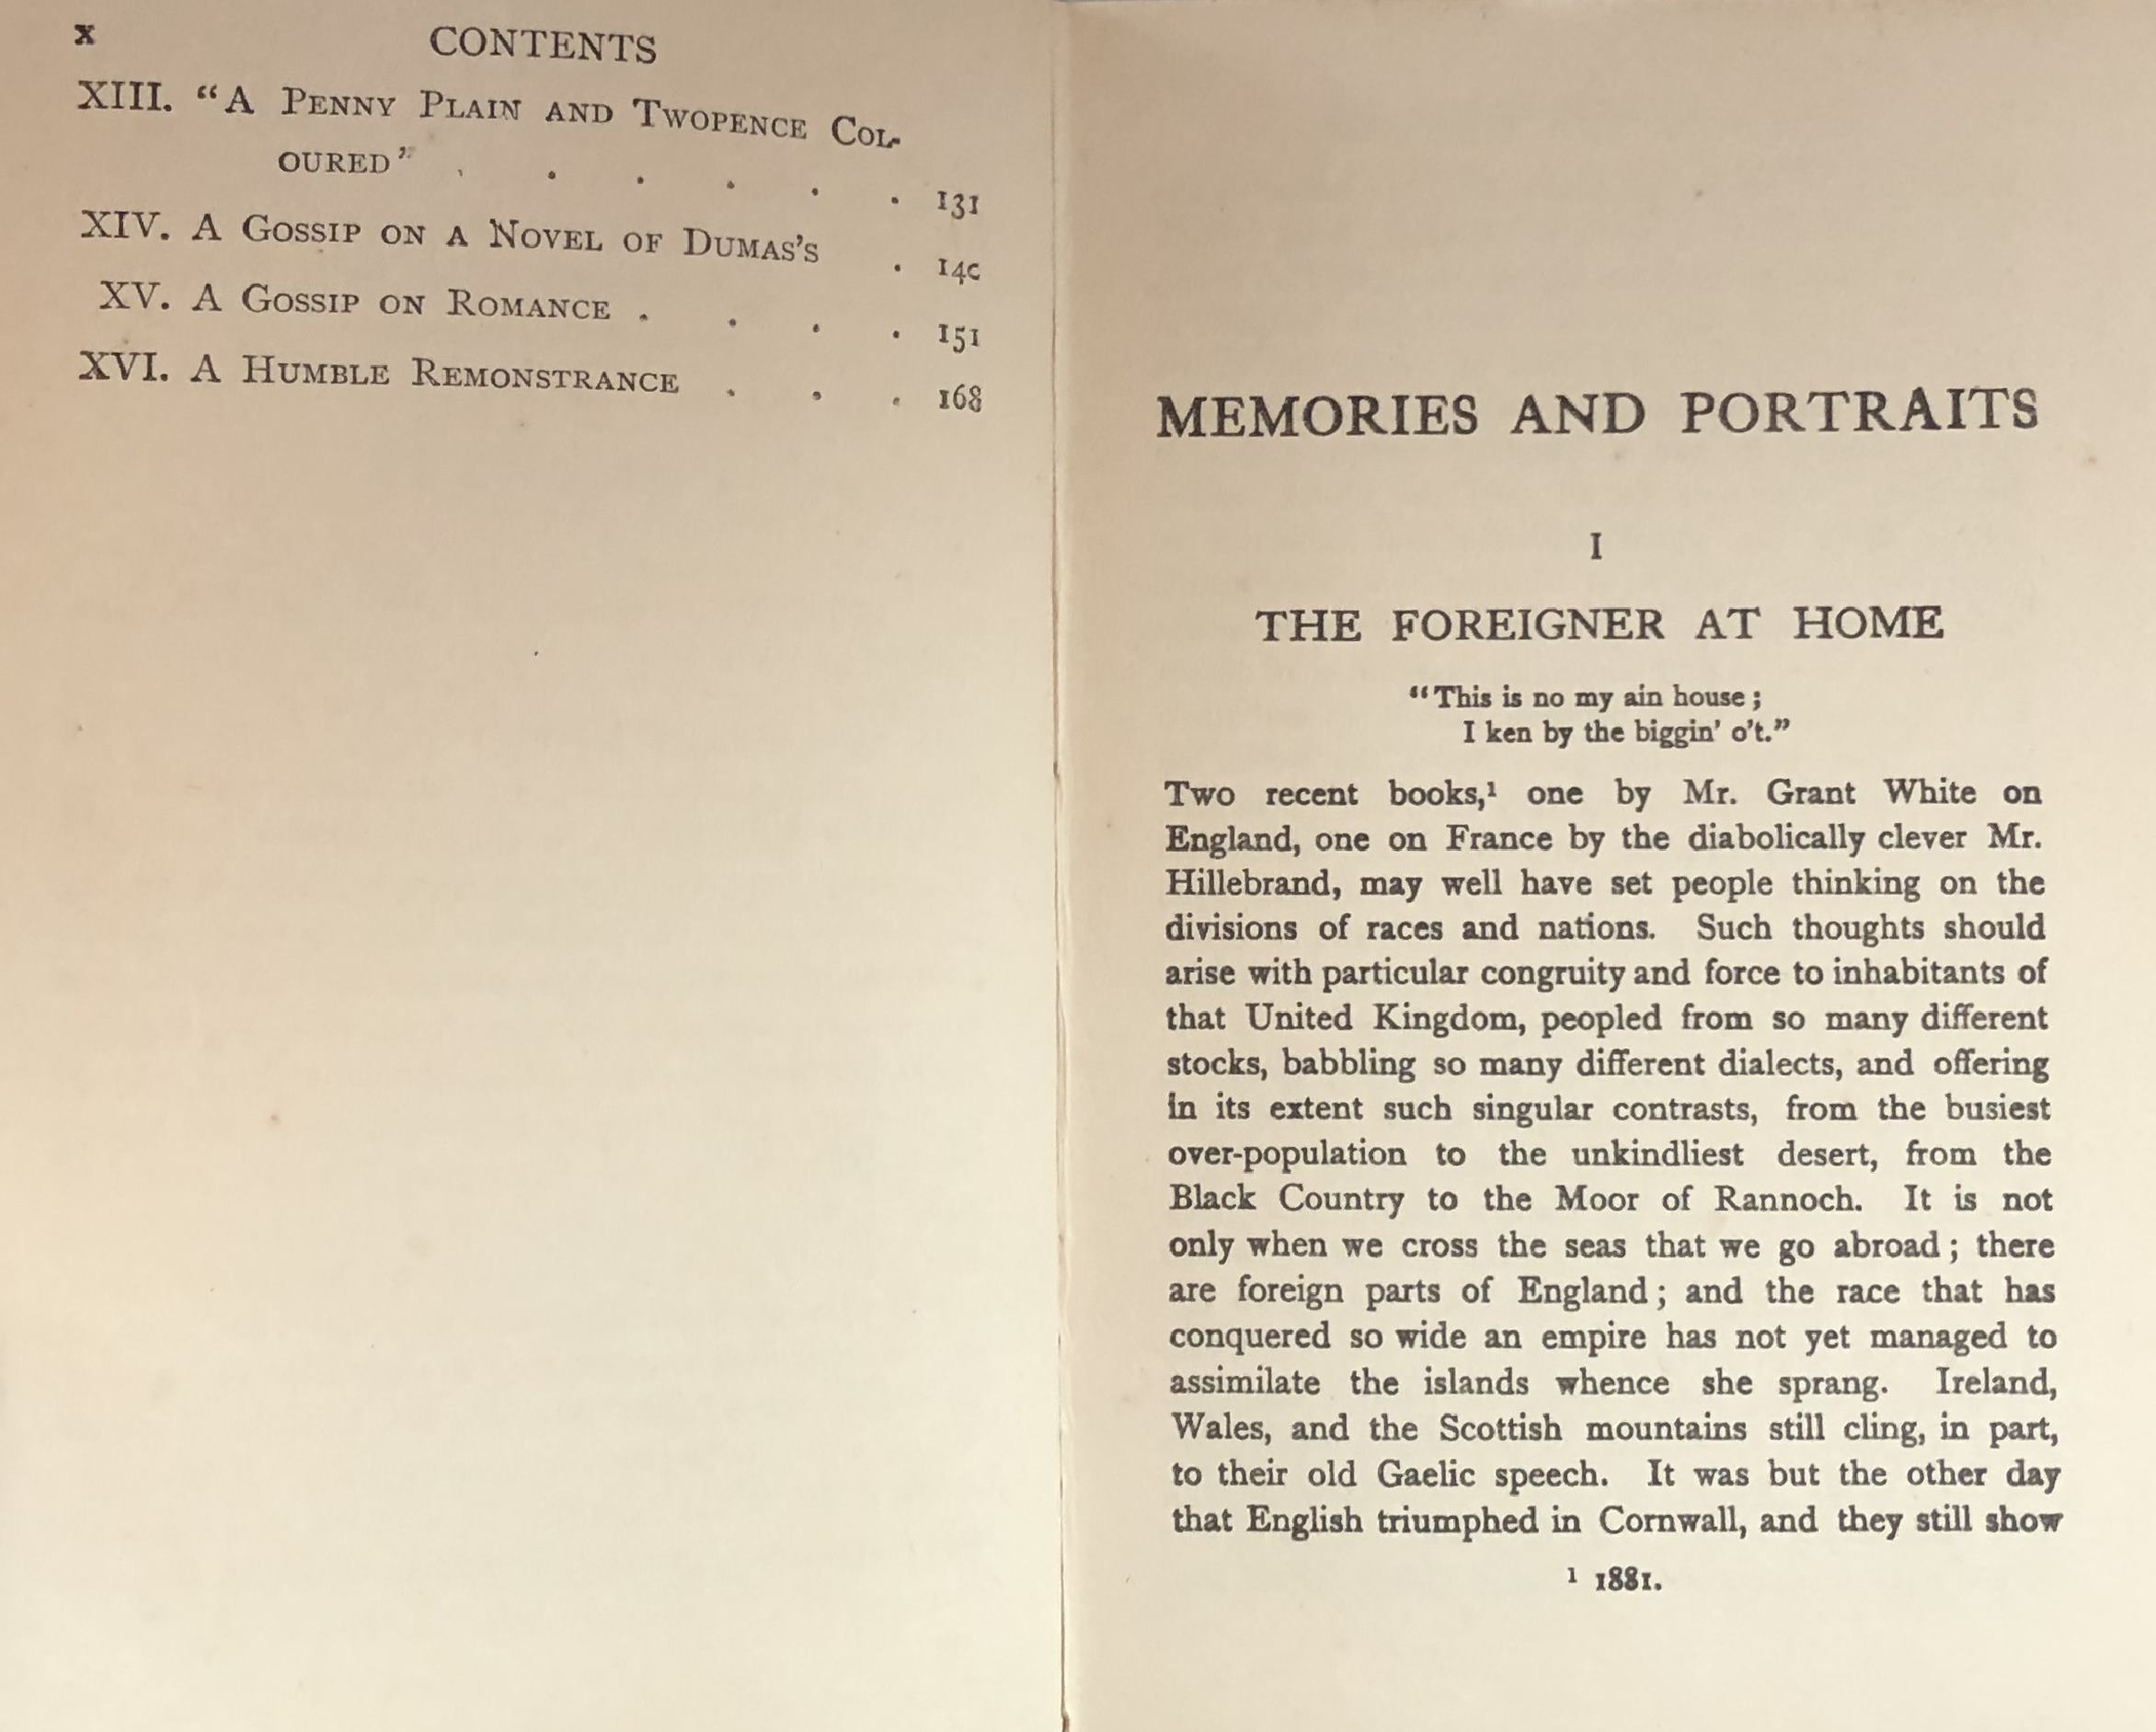 x CONTENTS
XIII. “A PENNY PLAIN AND TWOPENCE COL-
OURED” . . . . . . 131
XIV. A GOSSIP ON A NOVEL OF DUMAS’S . 140
XV. A GOSSIP ON ROMANCE . . . . 151
XVI. A HUMBLE REMONSTRANCE . . . 168
MEMORIES AND PORTRAITS
I
THE FOREIGNER AT HOME
“This is no my ain house ;
I ken by the biggin’ o’t.”
Two recent books,¹ one by Mr. Grant White on
England, one on France by the diabolically clever Mr.
Hillebrand, may well have set people thinking on the
divisions of races and nations. Such thoughts should
arise with particular congruity and force to inhabitants of
that United Kingdom, peopled from so many different
stocks, babbling so many different dialects, and offering
in its extent such singular contrasts, from the busiest
over-population to the unkindliest desert, from the
Black Country to the Moor of Rannoch. It is not
only when we cross the seas that we go abroad ; there
are foreign parts of England ; and the race that has
conquered so wide an empire has not yet managed to
assimilate the islands whence she sprang. Ireland,
Wales, and the Scottish mountains still cling, in part,
to their old Gaelic speech. It was but the other day
that English triumphed in Cornwall, and they still show
¹ 1881.